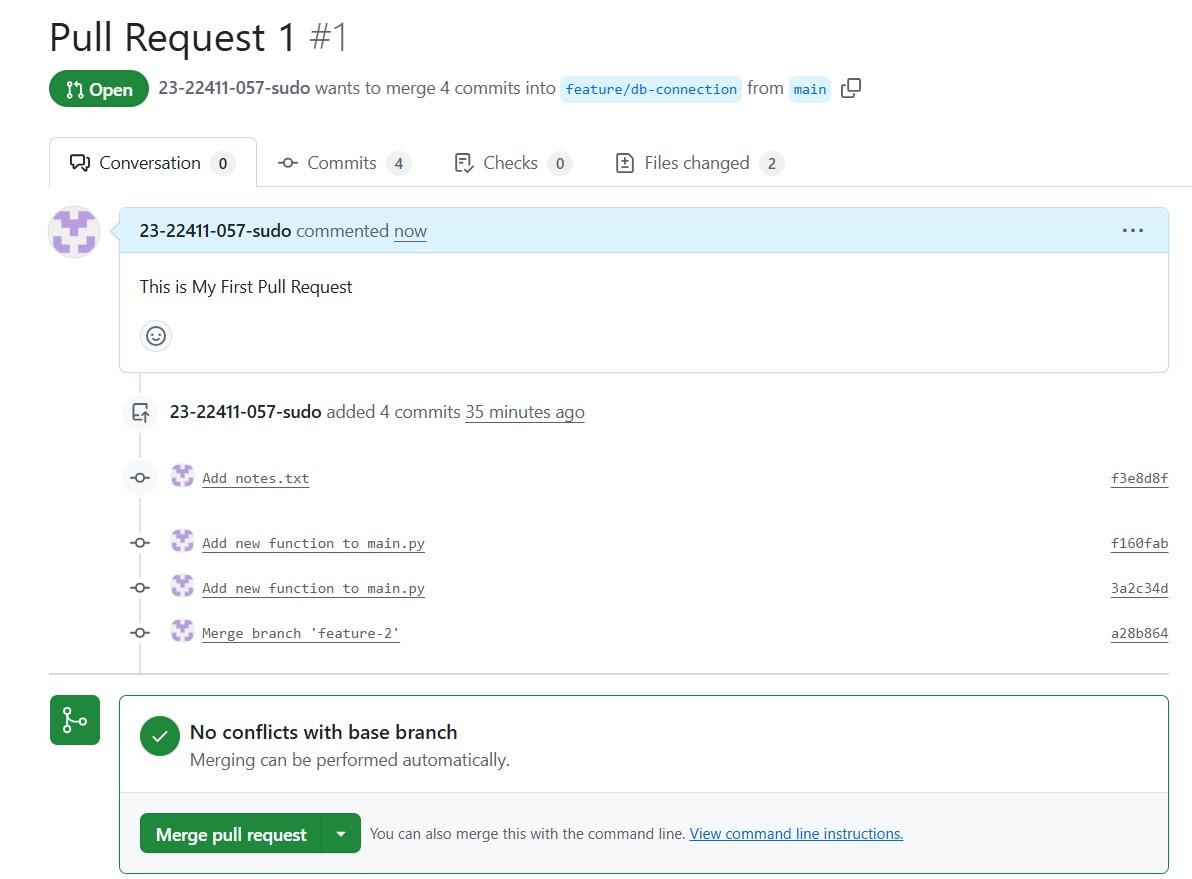 Pull Request 1 #1
Open 23-22411-057-sudo wants to merge 4 commits into feature/db-connection from main
Conversation 0 Commits 4 Checks 0 Files changed 2
23-22411-057-sudo commented now
This is My First Pull Request
23-22411-057-sudo added 4 commits 35 minutes ago
Add notes.txt f3e8d8f
Add new function to main.py f160fab
Add new function to main.py 3a2c34d
Merge branch 'feature-2' a28b864
No conflicts with base branch
Merging can be performed automatically.
Merge pull request You can also merge this with the command line. View command line instructions.